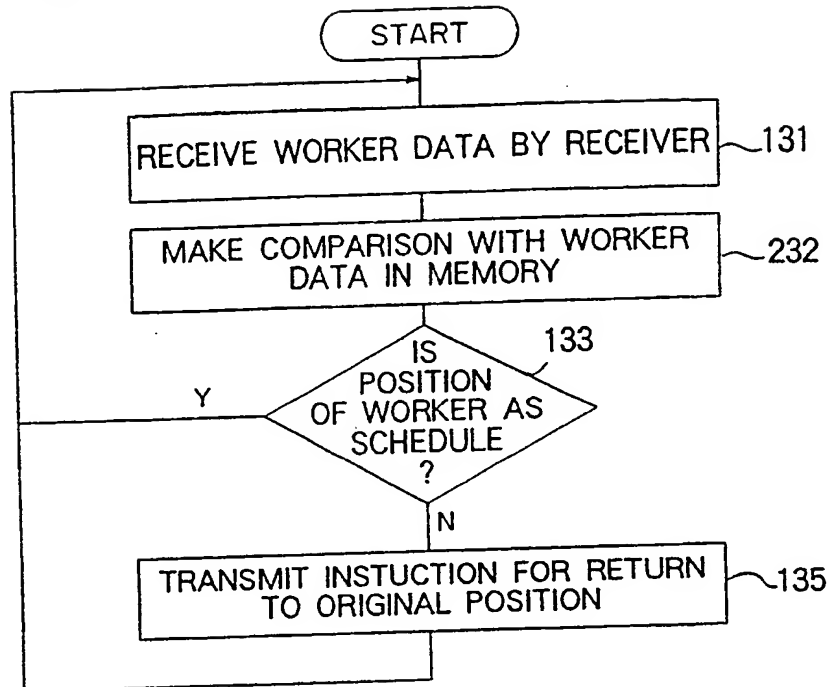 START
RECEIVE WORKER DATA BY RECEIVER
131
MAKE COMPARISON WITH WORKER
DATA IN MEMORY
232
IS
POSITION
OF WORKER AS
SCHEDULE
?
133
Y
N
TRANSMIT INSTUCTION FOR RETURN
TO ORIGINAL POSITION
135